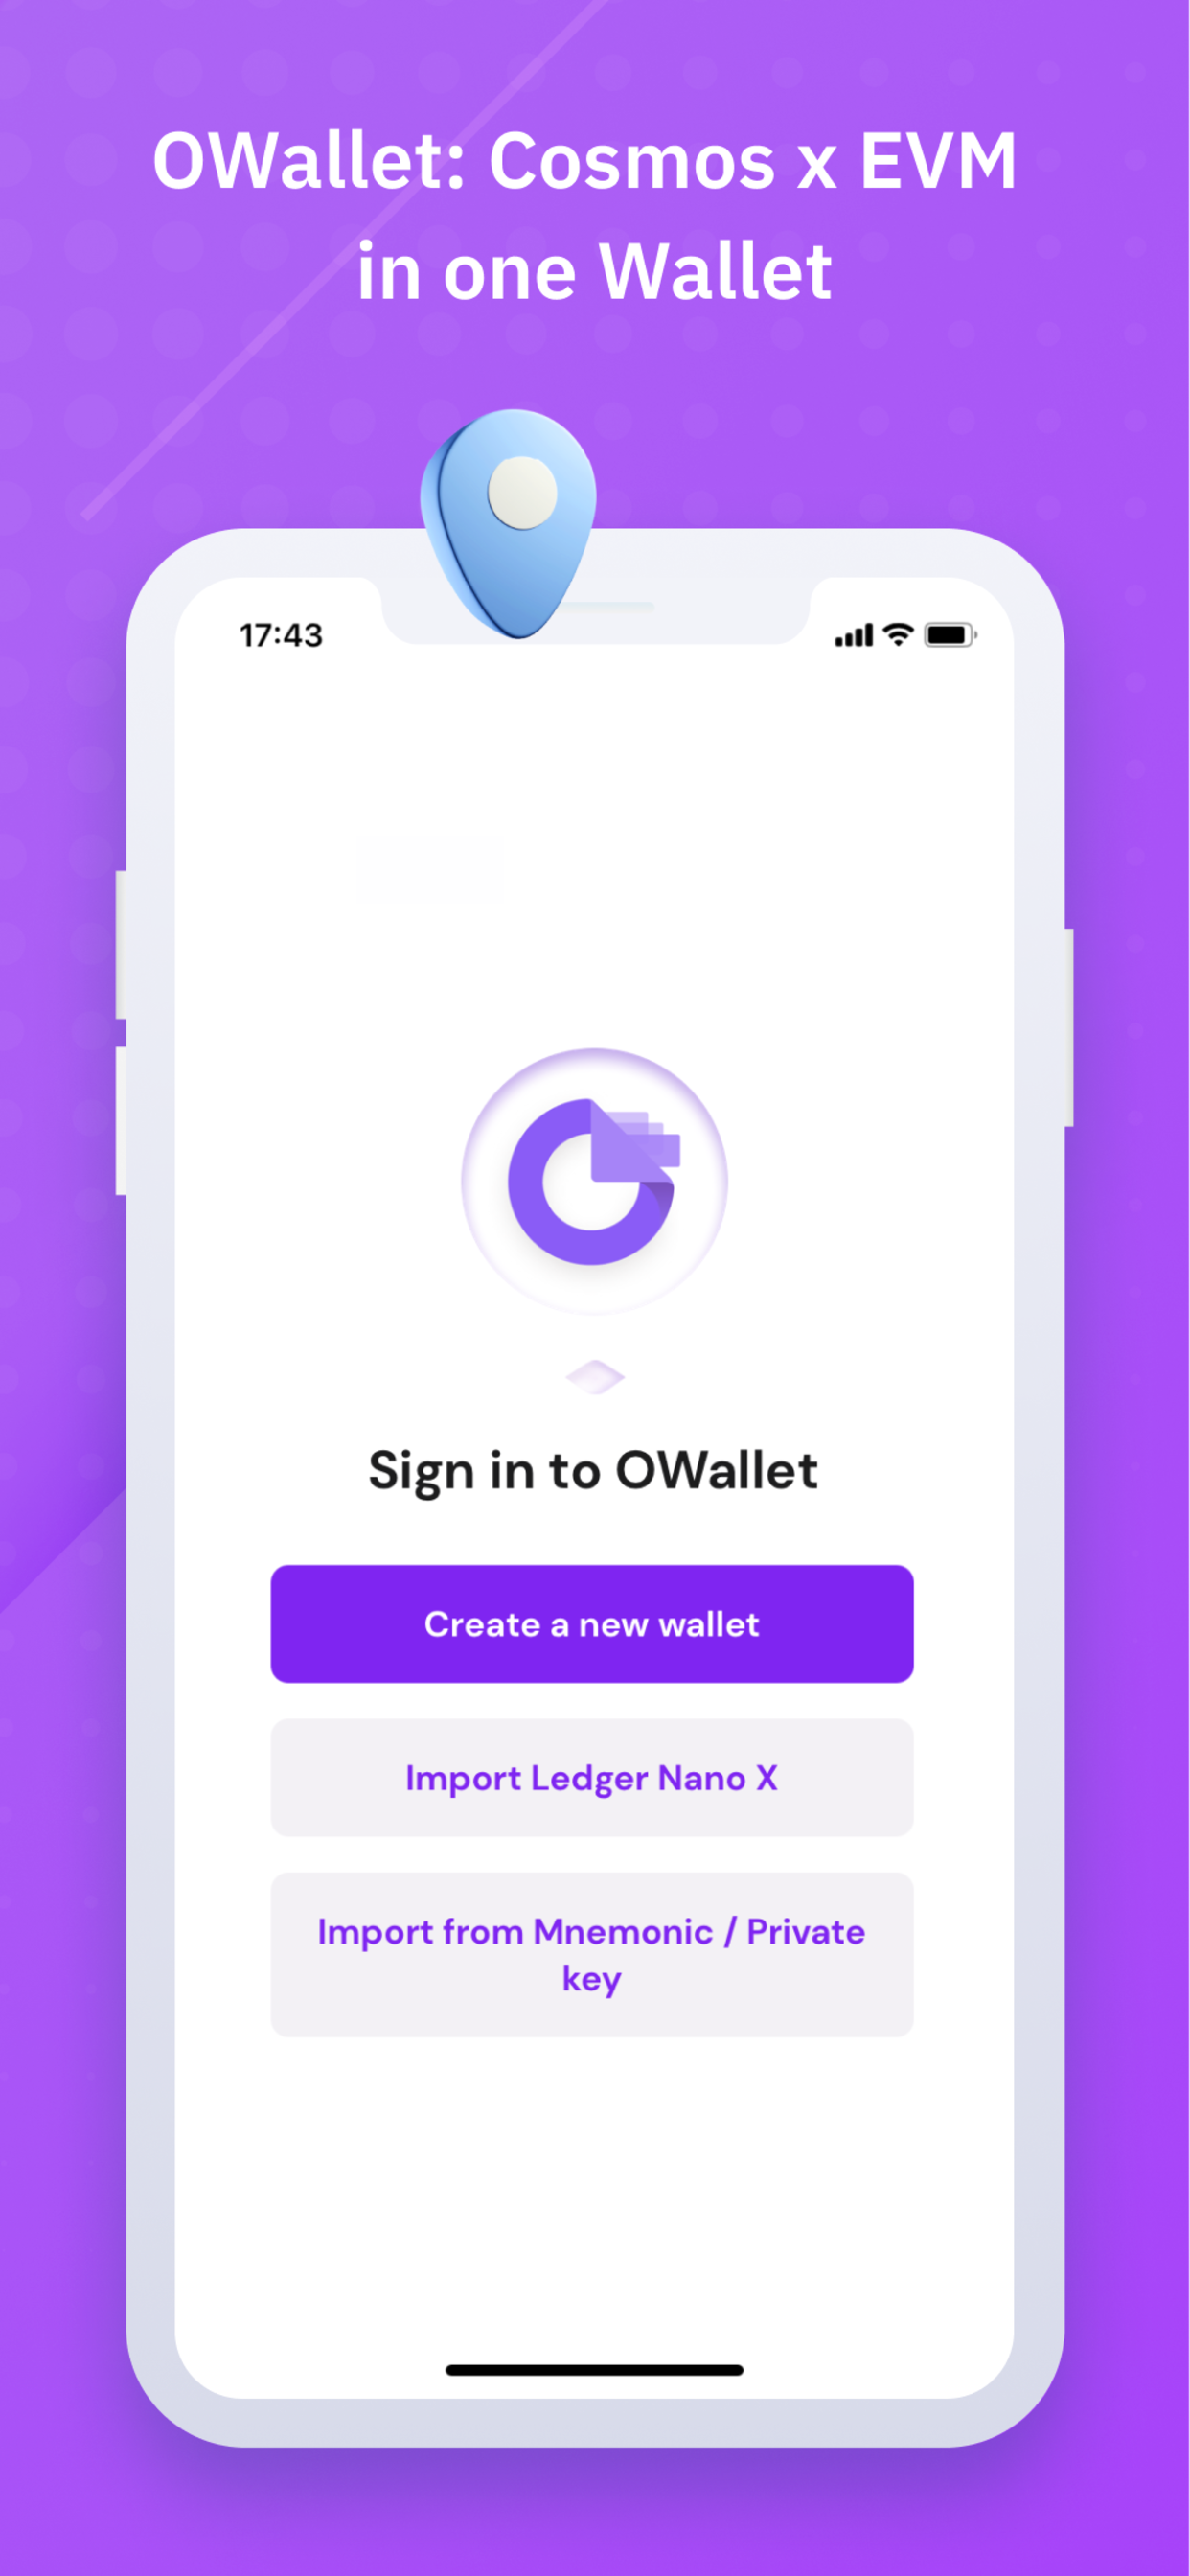 OWallet: Cosmos x EVM
in one Wallet
17:43
Sign in to OWallet
Create a new wallet
Import Ledger Nano X
Import from Mnemonic / Private
key